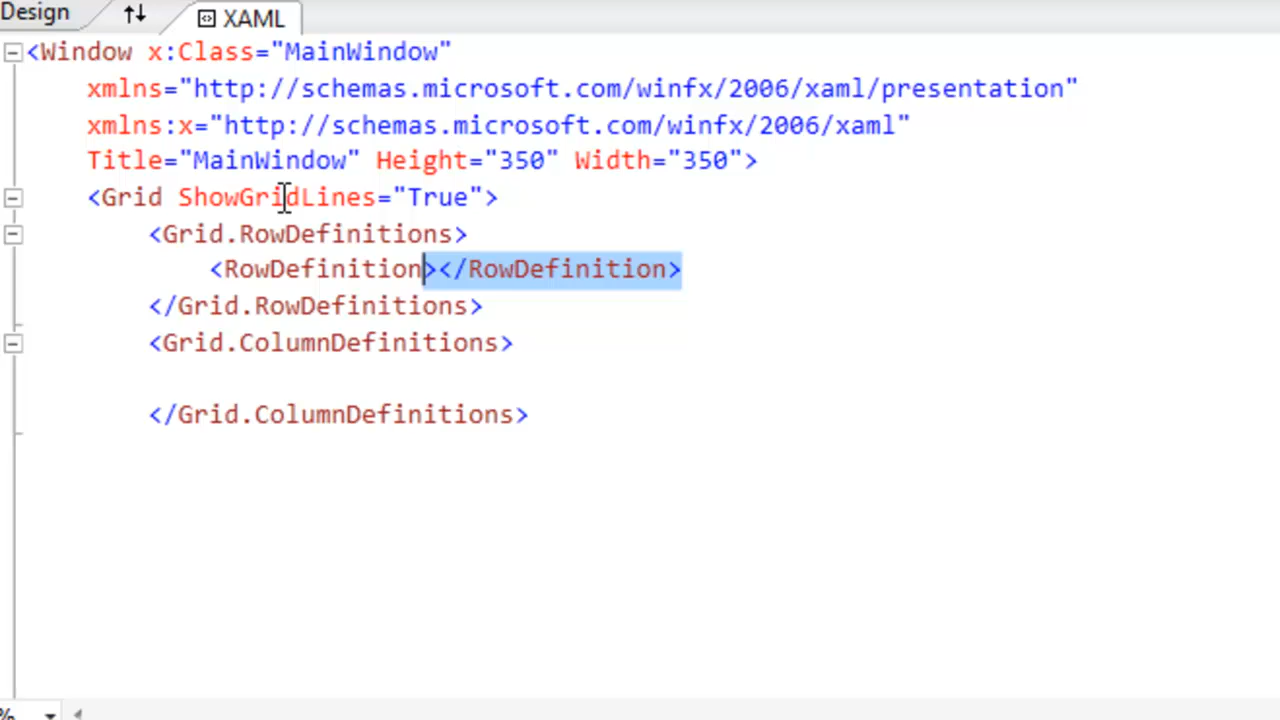 Design XAML
<Window x:Class="MainWindow"
xmlns="http://schemas.microsoft.com/winfx/2006/xaml/presentation"
xmlns:x="http://schemas.microsoft.com/winfx/2006/xaml"
Title="MainWindow" Height="350" Width="350">
<Grid ShowGridLines="True">
<Grid.RowDefinitions>
<RowDefinition></RowDefinition>
</Grid.RowDefinitions>
<Grid.ColumnDefinitions>
</Grid.ColumnDefinitions>
%